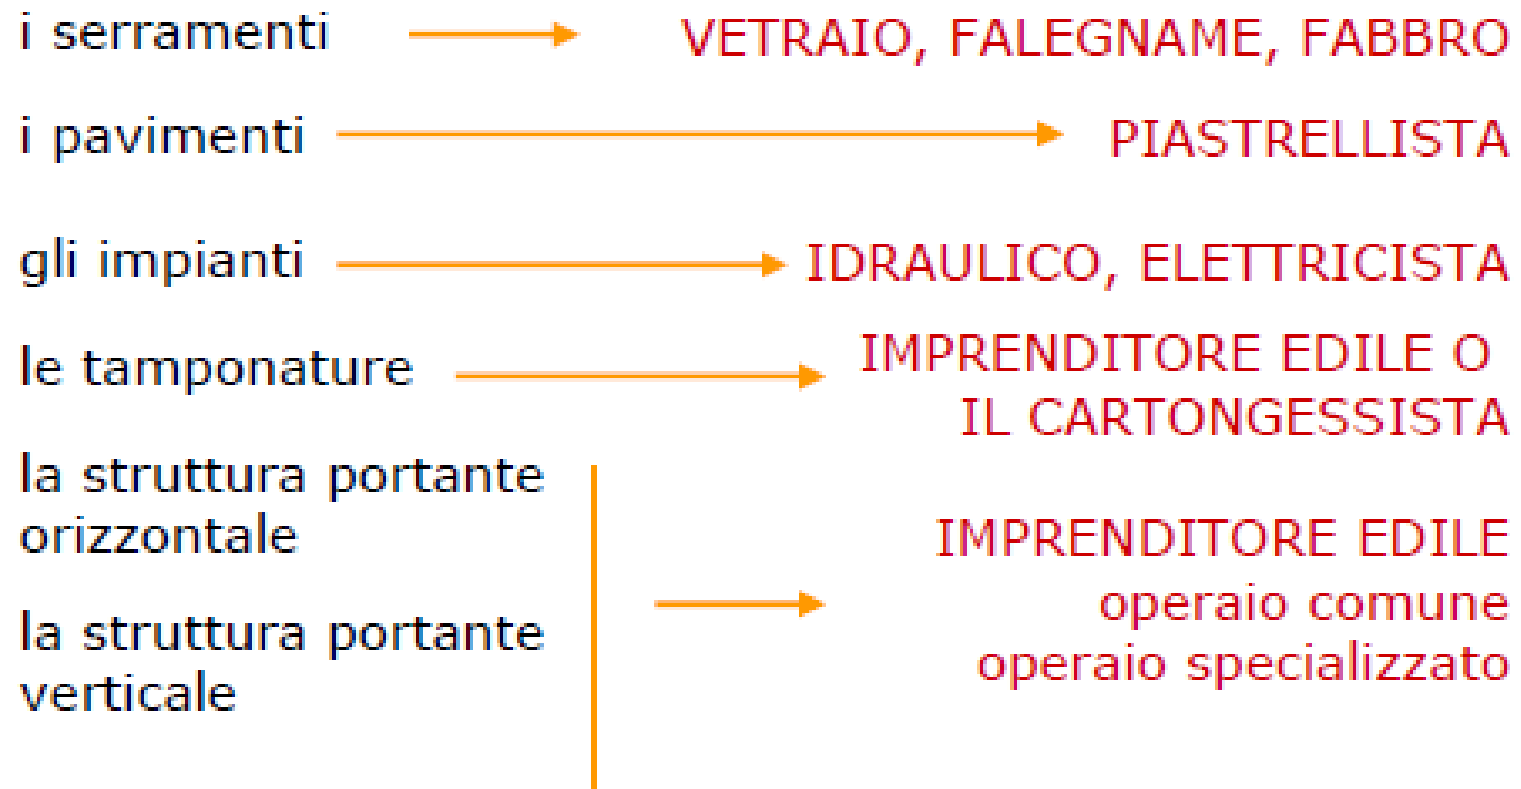 i serramenti VETRAIO, FALEGNAME, FABBRO
i pavimenti PIASTRELLISTA
gli impianti IDRAULICO, ELETTRICISTA
le tamponature IMPRENDITORE EDILE O
IL CARTONGESSISTA
la struttura portante
orizzontale
IMPRENDITORE EDILE
operaio comune
operaio specializzato
la struttura portante
verticale